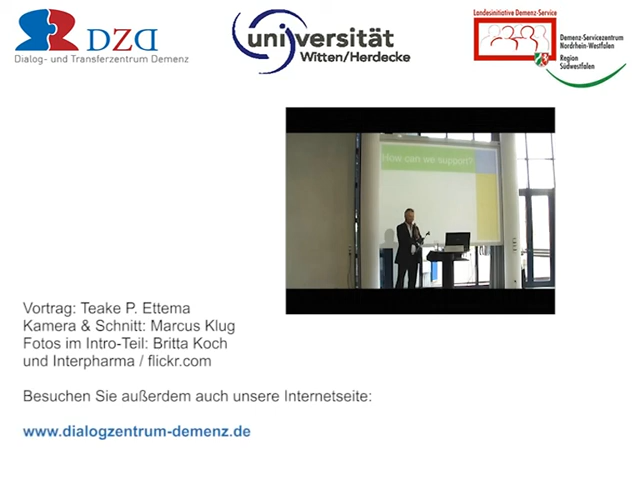 DZD
Dialog- und Transferzentrum Demenz
universität
Witten/Herdecke
Landesinitiative Demenz-Service
Demenz-Servicezentrum
Nordrhein-Westfalen
Region
Südwestfalen
How can we support?
Vortrag: Teake P. Ettema
Kamera & Schnitt: Marcus Klug
Fotos im Intro-Teil: Britta Koch
und Interpharma / flickr.com
Besuchen Sie außerdem auch unsere Internetseite:
www.dialogzentrum-demenz.de